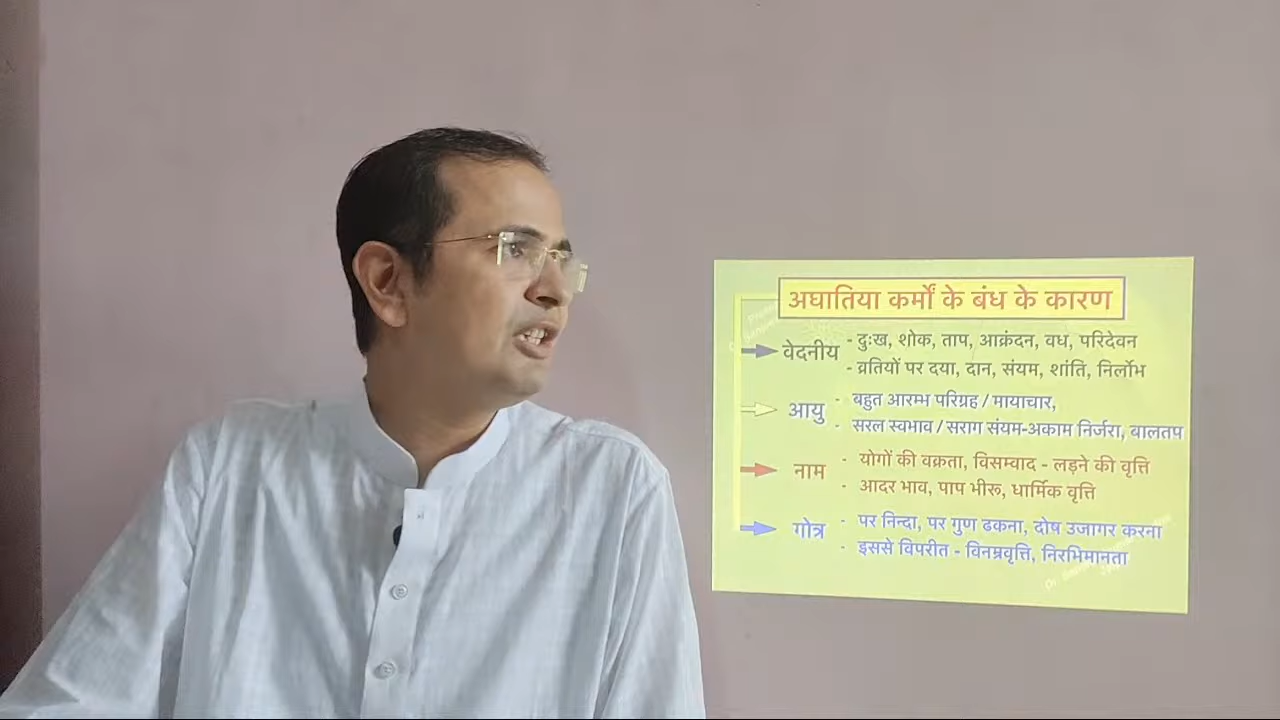 अघातिया कर्मों के बंध के कारण
वेदनीय - दुःख, शोक, ताप, आक्रंदन, वध, परिदेवन
- व्रतियों पर दया, दान, संयम, शांति, निर्लोभ
आयु - बहुत आरम्भ परिग्रह / मायाचार,
- सरल स्वभाव / सराग संयम-अकाम निर्जरा, बालतप
नाम - योगों की वक्रता, विसम्वाद - लड़ने की वृत्ति
- आदर भाव, पाप भीरू, धार्मिक वृत्ति
गोत्र - पर निन्दा, पर गुण ढकना, दोष उजागर करना
- इससे विपरीत - विनम्रवृत्ति, निरभिमानता